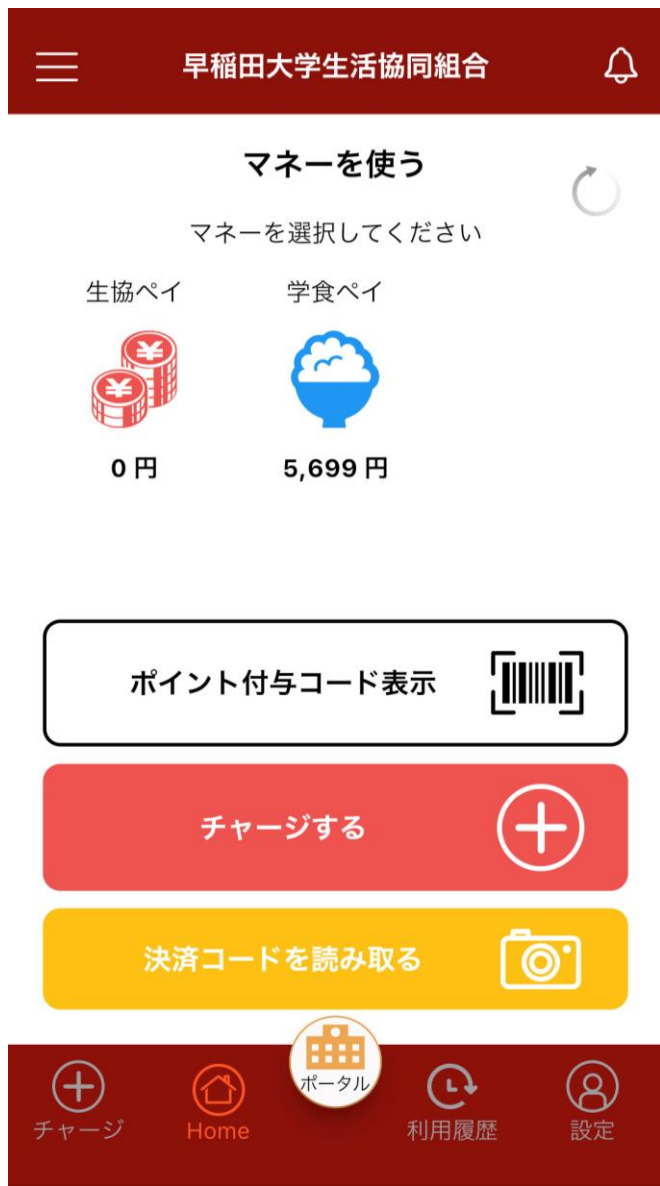 早稲田大学生活協同組合
マネーを使う
マネーを選択してください
生協ペイ 学食ペイ
0 円 5,699 円
ポイント付与コード表示
チャージする
決済コードを読み取る
チャージ Home ポータル 利用履歴 設定